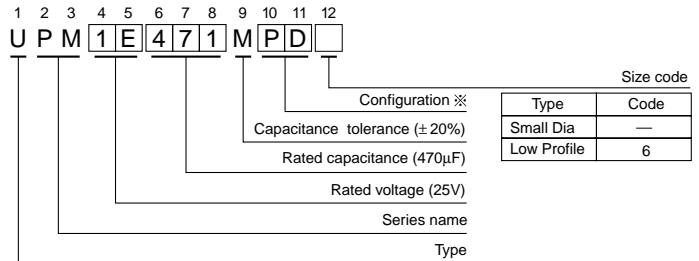 1 2 3 4 5 6 7 8 9 10 11 12
U P M 1 E 4 7 1 M P D
Size code
Configuration ※
Type Code
Capacitance tolerance (±20%)
Small Dia —
Rated capacitance (470µF)
Low Profile 6
Rated voltage (25V)
Series name
Type